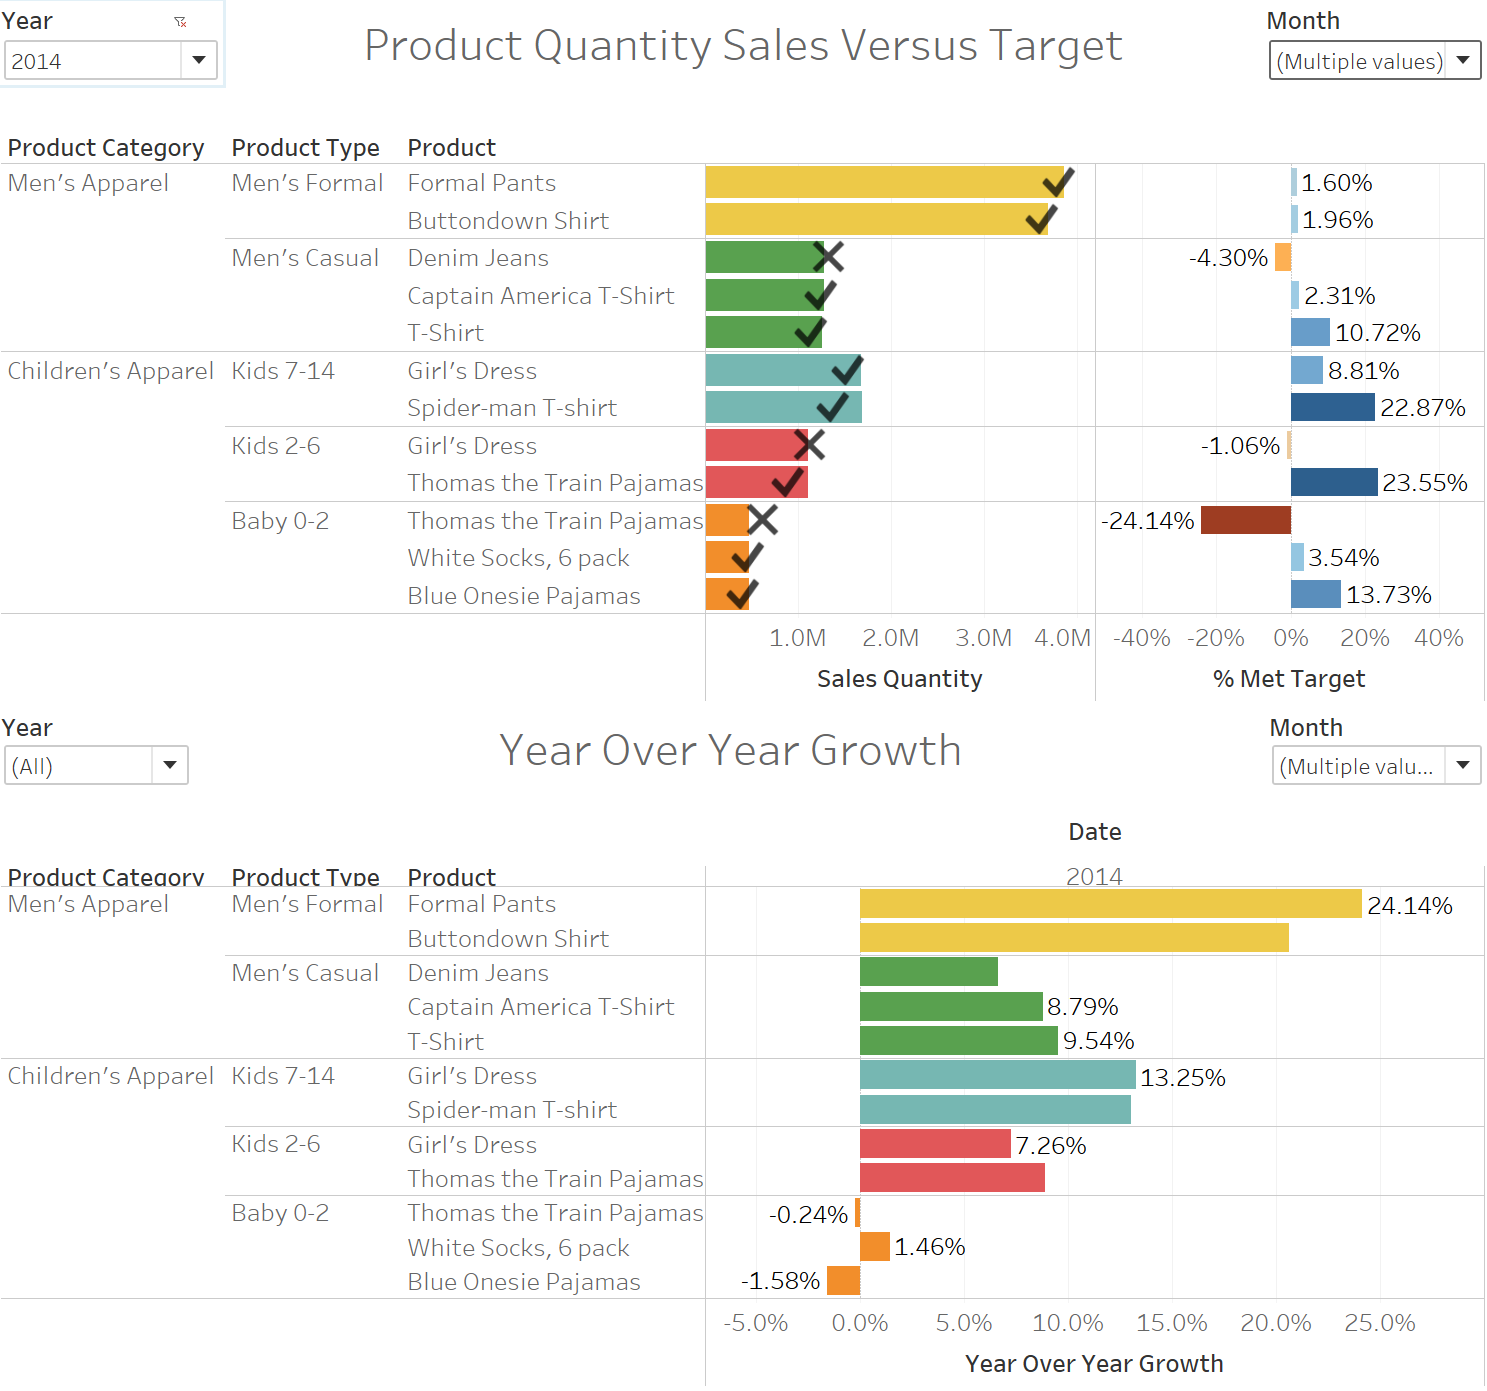 Year
2014
Product Quantity Sales Versus Target
Month
(Multiple values)
Product Category Product Type Product
Men's Apparel Men's Formal Formal Pants 1.60%
Buttondown Shirt 1.96%
Men's Casual Denim Jeans -4.30%
Captain America T-Shirt 2.31%
T-Shirt 10.72%
Children's Apparel Kids 7-14 Girl's Dress 8.81%
Spider-man T-shirt 22.87%
Kids 2-6 Girl's Dress -1.06%
Thomas the Train Pajamas 23.55%
Baby 0-2 Thomas the Train Pajamas -24.14%
White Socks, 6 pack 3.54%
Blue Onesie Pajamas 13.73%
1.0M 2.0M 3.0M 4.0M -40% -20% 0% 20% 40%
Sales Quantity % Met Target
Year
(All)
Year Over Year Growth
Month
(Multiple valu...
Date
Product Category Product Type Product 2014
Men's Apparel Men's Formal Formal Pants 24.14%
Buttondown Shirt
Men's Casual Denim Jeans
Captain America T-Shirt 8.79%
T-Shirt 9.54%
Children's Apparel Kids 7-14 Girl's Dress 13.25%
Spider-man T-shirt
Kids 2-6 Girl's Dress 7.26%
Thomas the Train Pajamas
Baby 0-2 Thomas the Train Pajamas -0.24%
White Socks, 6 pack 1.46%
Blue Onesie Pajamas -1.58%
-5.0% 0.0% 5.0% 10.0% 15.0% 20.0% 25.0%
Year Over Year Growth